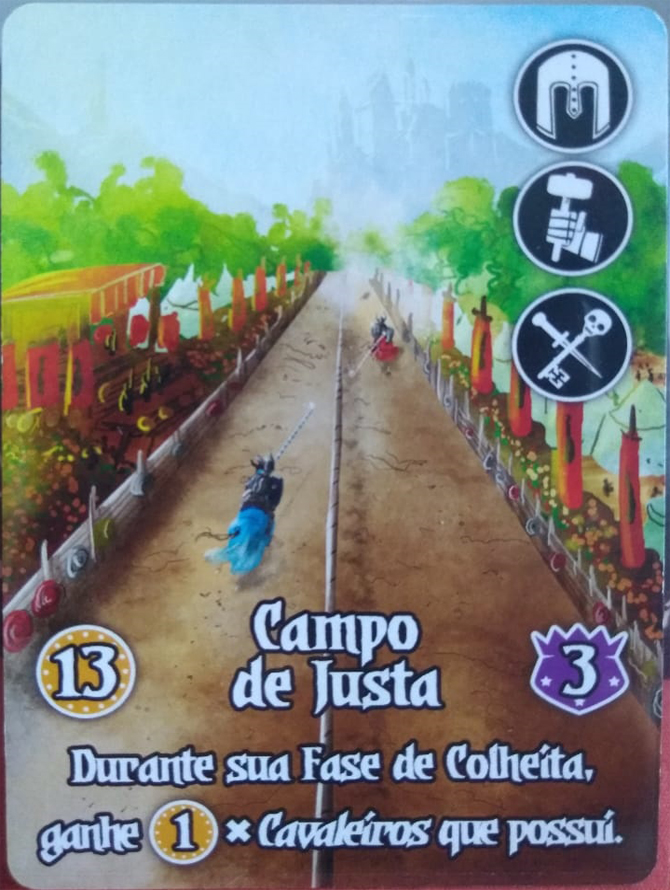 Campo
de Justa
13
3
Durante sua Fase de Colheita,
ganhe 1 × Cavaleiros que possui.